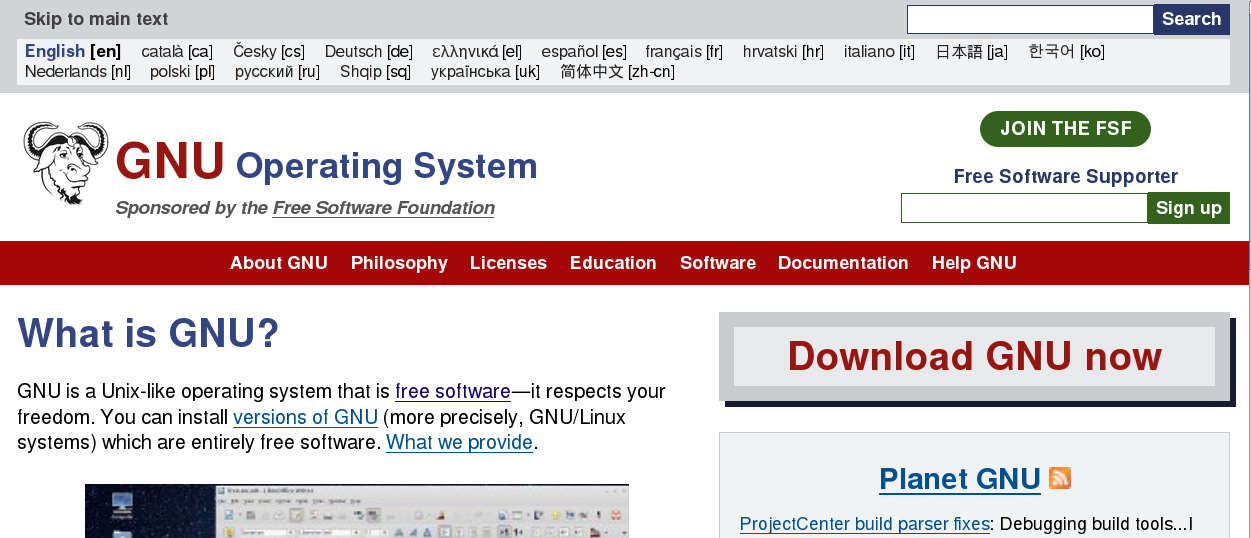 Skip to main text
Search
English [en] català [ca] Česky [cs] Deutsch [de] ελληνικά [el] español [es] français [fr] hrvatski [hr] italiano [it] 日本語 [ja] 한국어 [ko]
Nederlands [nl] polski [pl] русский [ru] Shqip [sq] українська [uk] 简体中文 [zh-cn]
JOIN THE FSF
GNU Operating System
Sponsored by the Free Software Foundation
Free Software Supporter
Sign up
About GNU Philosophy Licenses Education Software Documentation Help GNU
What is GNU?
GNU is a Unix-like operating system that is free software—it respects your
freedom. You can install versions of GNU (more precisely, GNU/Linux
systems) which are entirely free software. What we provide.
Download GNU now
Planet GNU
ProjectCenter build parser fixes: Debugging build tools...I